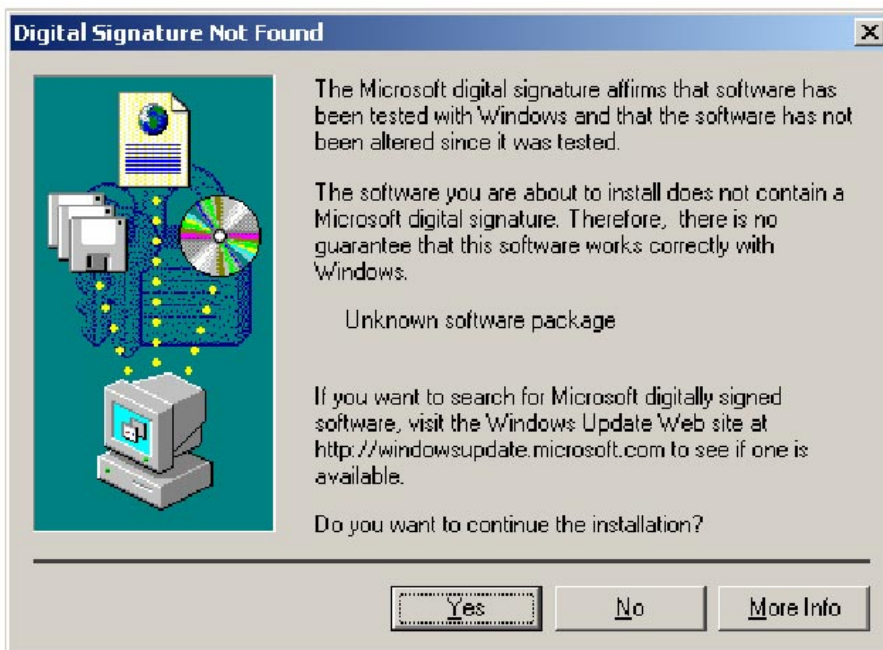 Digital Signature Not Found
The Microsoft digital signature affirms that software has
been tested with Windows and that the software has not
been altered since it was tested.
The software you are about to install does not contain a
Microsoft digital signature. Therefore, there is no
guarantee that this software works correctly with
Windows.
Unknown software package
If you want to search for Microsoft digitally signed
software, visit the Windows Update Web site at
http://windowsupdate.microsoft.com to see if one is
available.
Do you want to continue the installation?
Yes No More Info